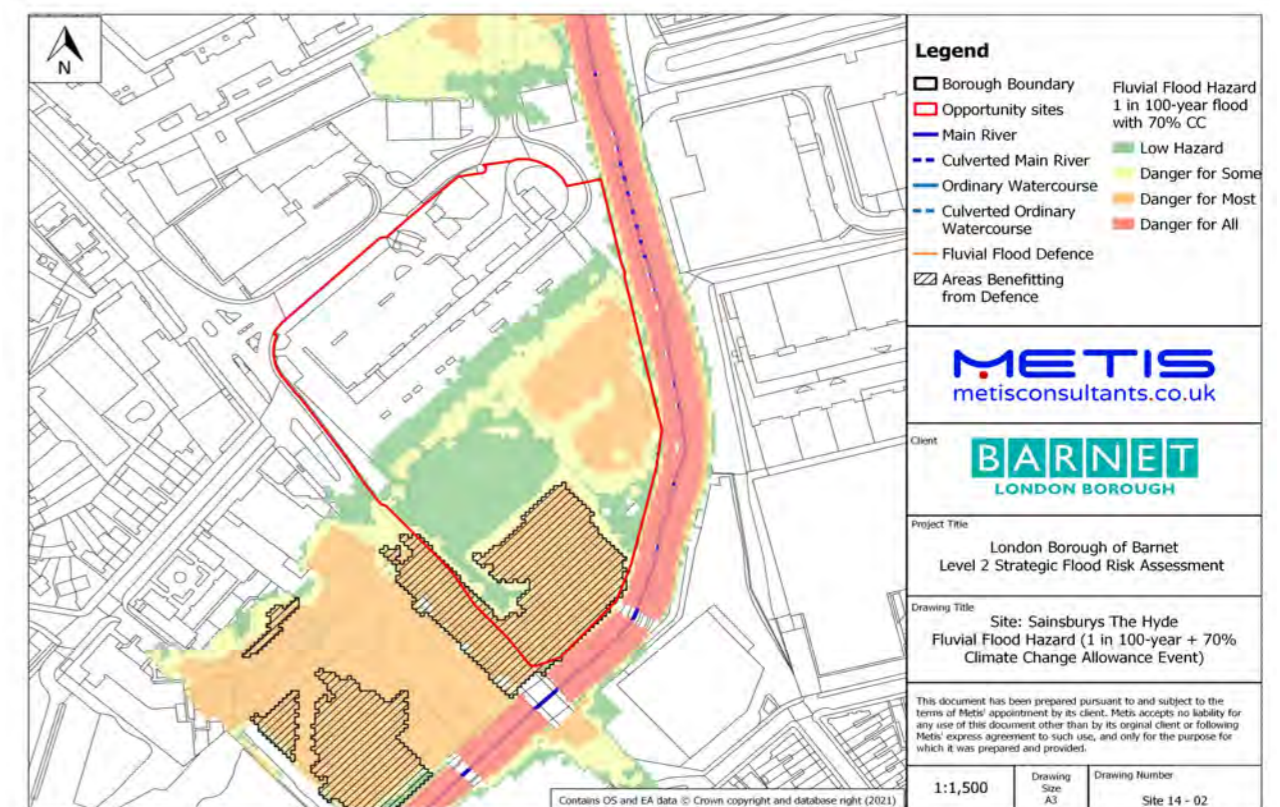 N
Legend
Borough Boundary
Opportunity sites
Main River
Culverted Main River
Ordinary Watercourse
Culverted Ordinary
Watercourse
Fluvial Flood Defence
Areas Benefitting
from Defence
Fluvial Flood Hazard
1 in 100-year flood
with 70% CC
Low Hazard
Danger for Some
Danger for Most
Danger for All
METIS
metisconsultants.co.uk
Client
BARNET
LONDON BOROUGH
Project Title
London Borough of Barnet
Level 2 Strategic Flood Risk Assessment
Drawing Title
Site: Sainsburys The Hyde
Fluvial Flood Hazard (1 in 100-year + 70%
Climate Change Allowance Event)
This document has been prepared pursuant to and subject to the
terms of Metis' appointment by its client. Metis accepts no liability for
any use of this document other than by its orginal client or following
Metis' express agreement to such use, and only for the purpose for
which it was prepared and provided.
1:1,500
Drawing
Size
A3
Drawing Number
Site 14 - 02
Contains OS and EA data © Crown copyright and database right (2021)